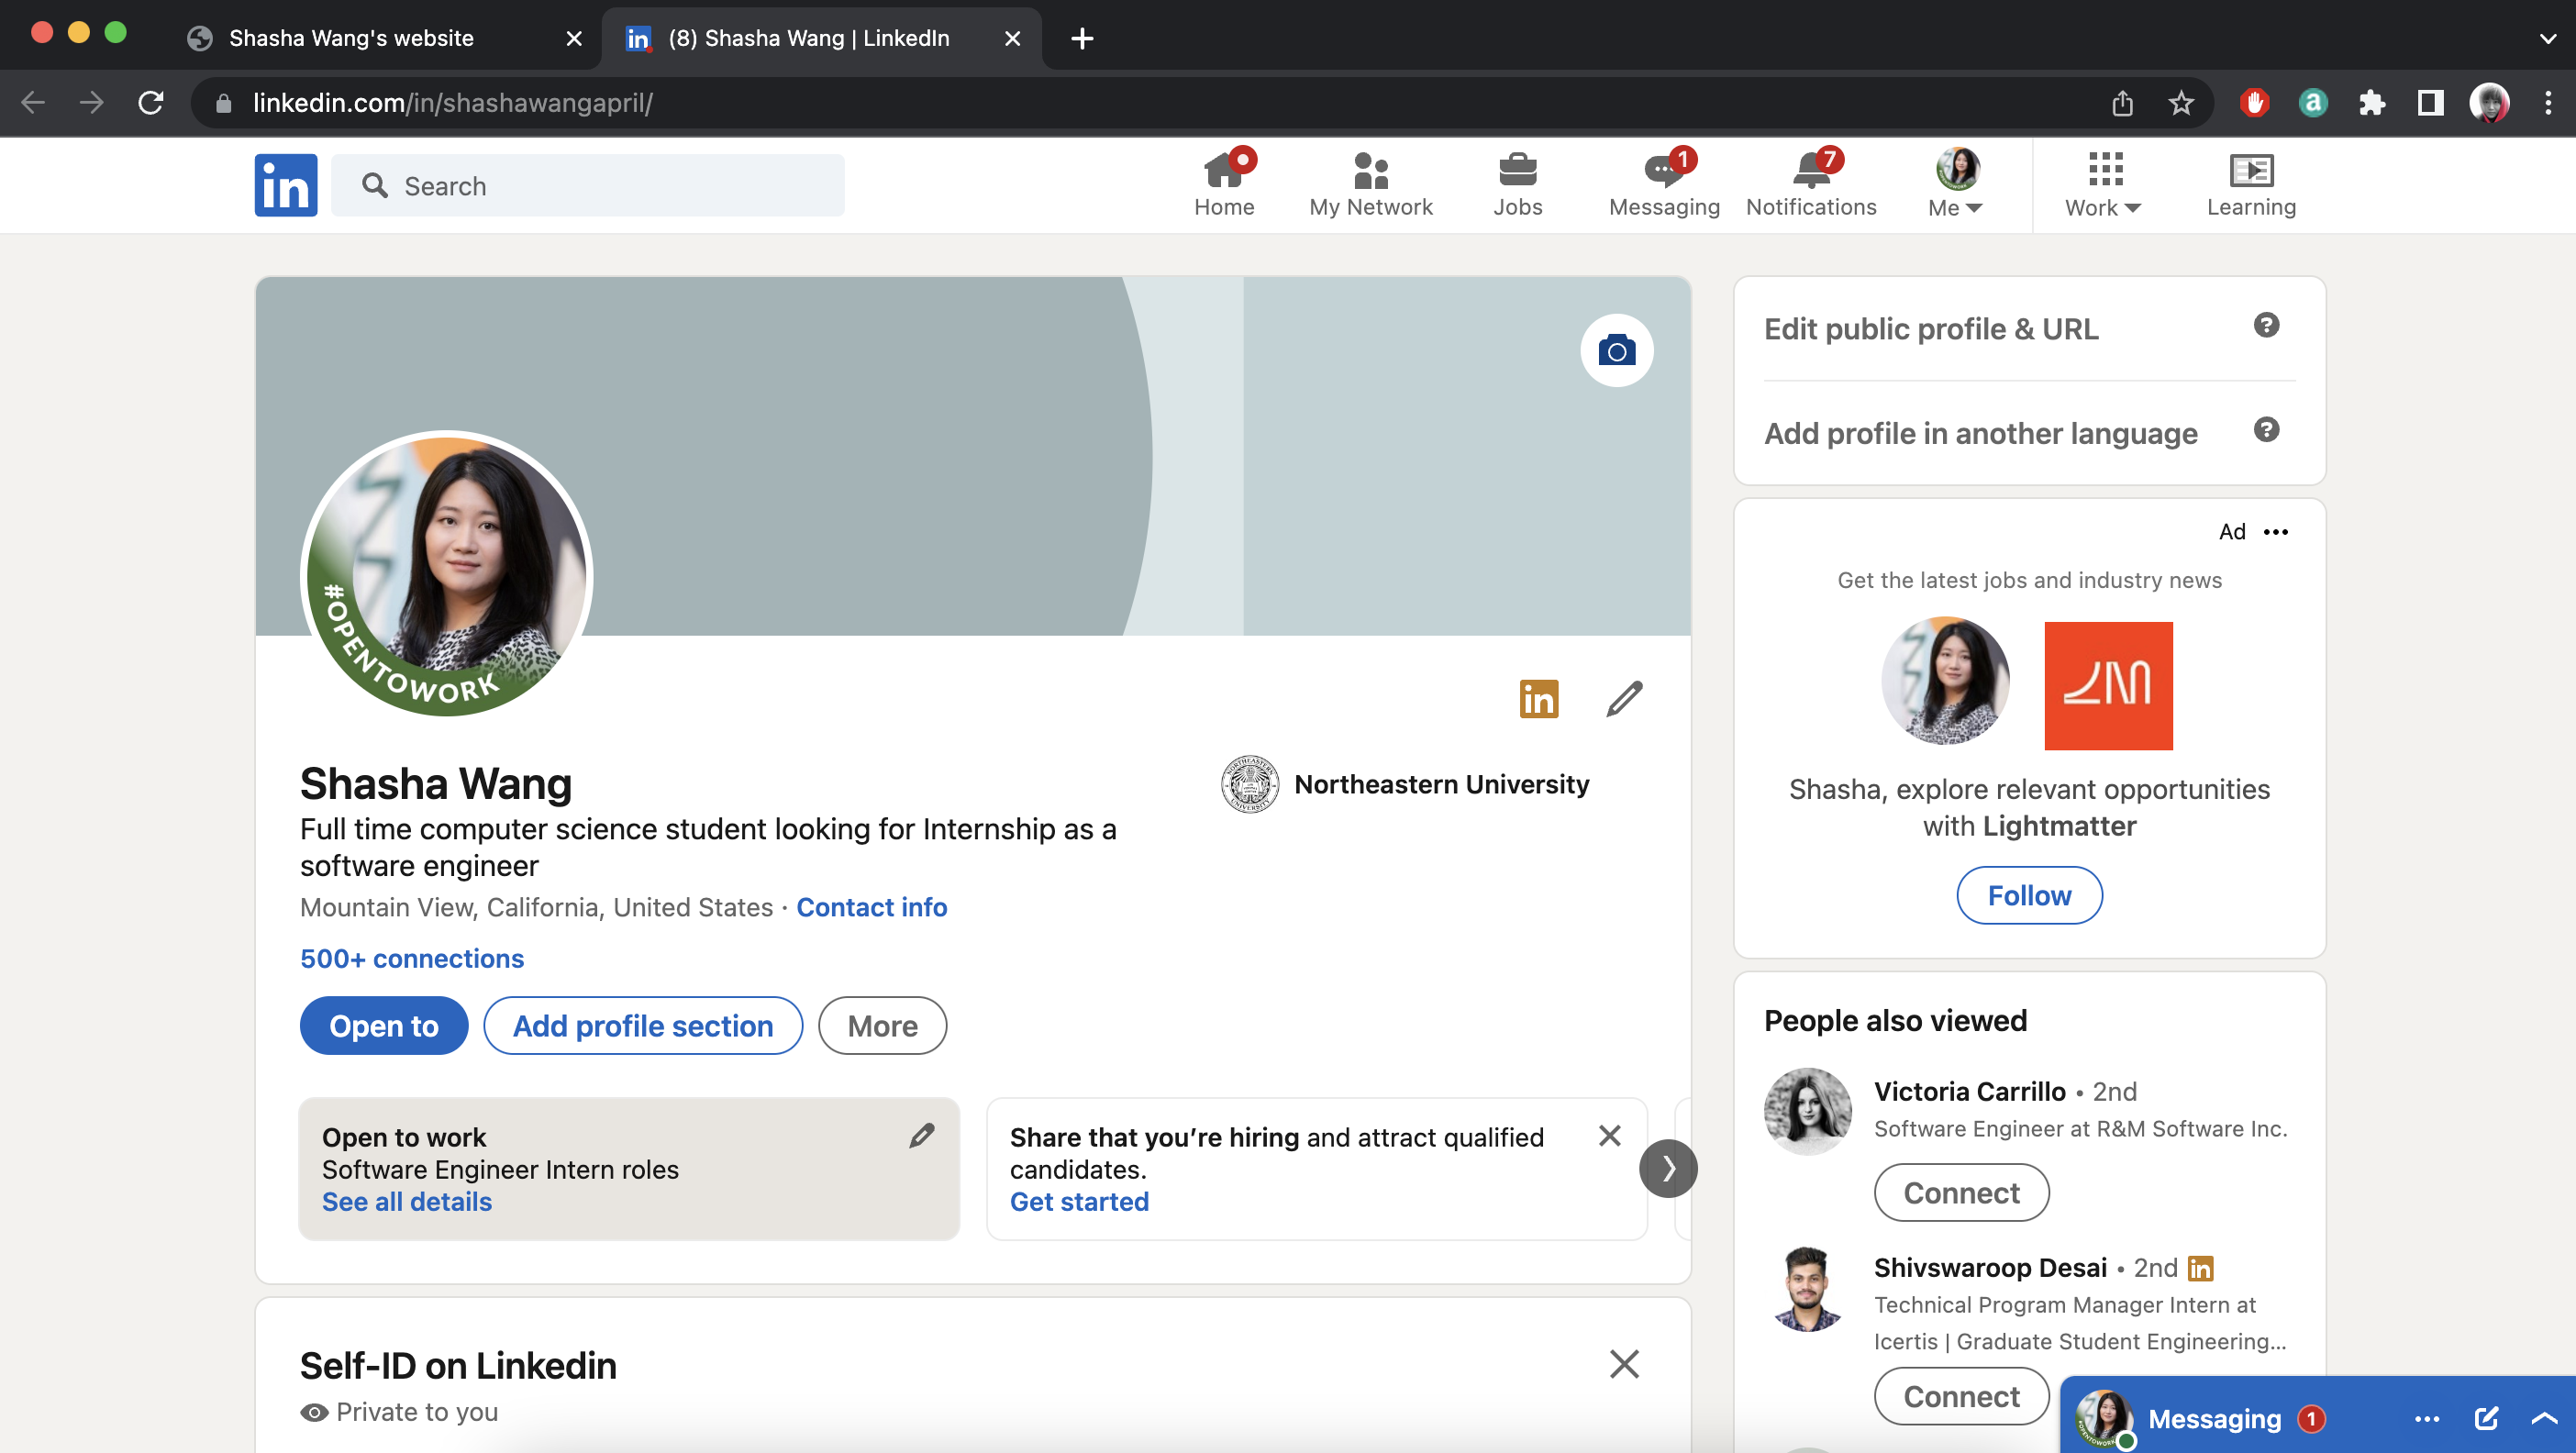 Shasha Wang's website
(8) Shasha Wang | LinkedIn
linkedin.com/in/shashawangapril/
in
Search
Home
My Network
Jobs
1
Messaging
7
Notifications
Me
Work
Learning
#OPENTOWORK
in
Shasha Wang
Northeastern University
Full time computer science student looking for Internship as a
software engineer
Mountain View, California, United States · Contact info
500+ connections
Open to
Add profile section
More
Open to work
Software Engineer Intern roles
See all details
Share that you’re hiring and attract qualified
candidates.
Get started
Self-ID on Linkedin
Private to you
Edit public profile & URL
Add profile in another language
Ad
Get the latest jobs and industry news
Shasha, explore relevant opportunities
with Lightmatter
Follow
People also viewed
Victoria Carrillo • 2nd
Software Engineer at R&M Software Inc.
Connect
Shivswaroop Desai • 2nd in
Technical Program Manager Intern at
Icertis | Graduate Student Engineering...
Connect
Messaging 1